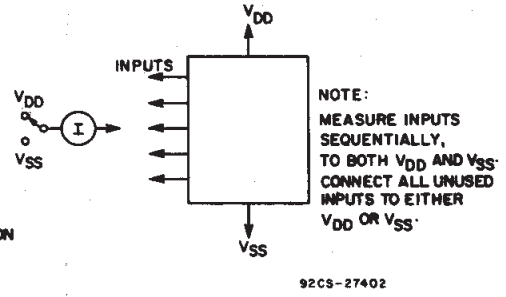 VDD
INPUTS
VDD
I
VSS
NOTE:
MEASURE INPUTS
SEQUENTIALLY,
TO BOTH VDD AND VSS.
CONNECT ALL UNUSED
INPUTS TO EITHER
VDD OR VSS.
ON
VSS
92CS-27402